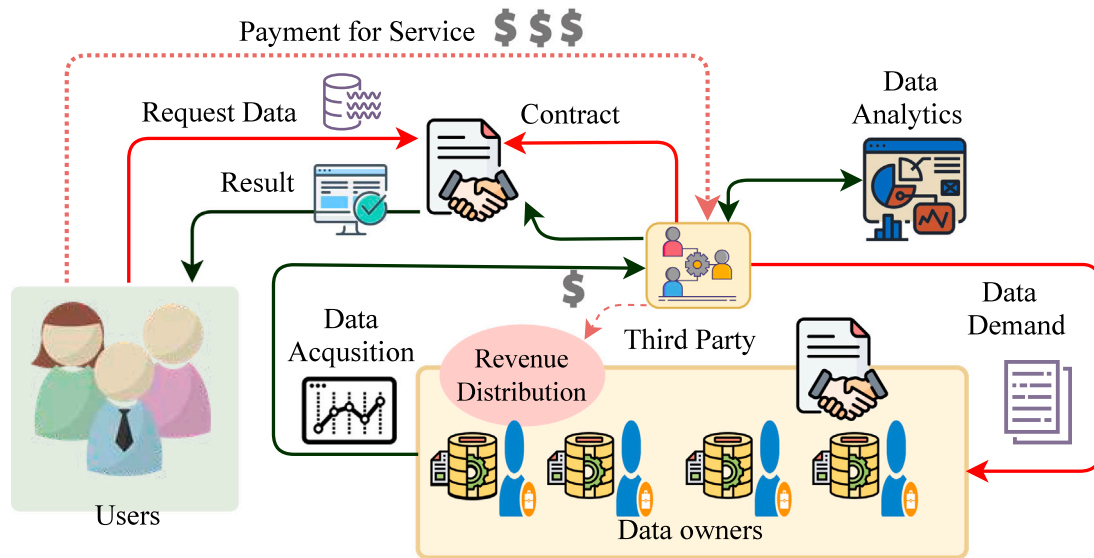 Payment for Service $ $ $
Request Data
Contract
Data
Analytics
Result
$
Data
Acqusition
Third Party
Data
Demand
Revenue
Distribution
Users
Data owners